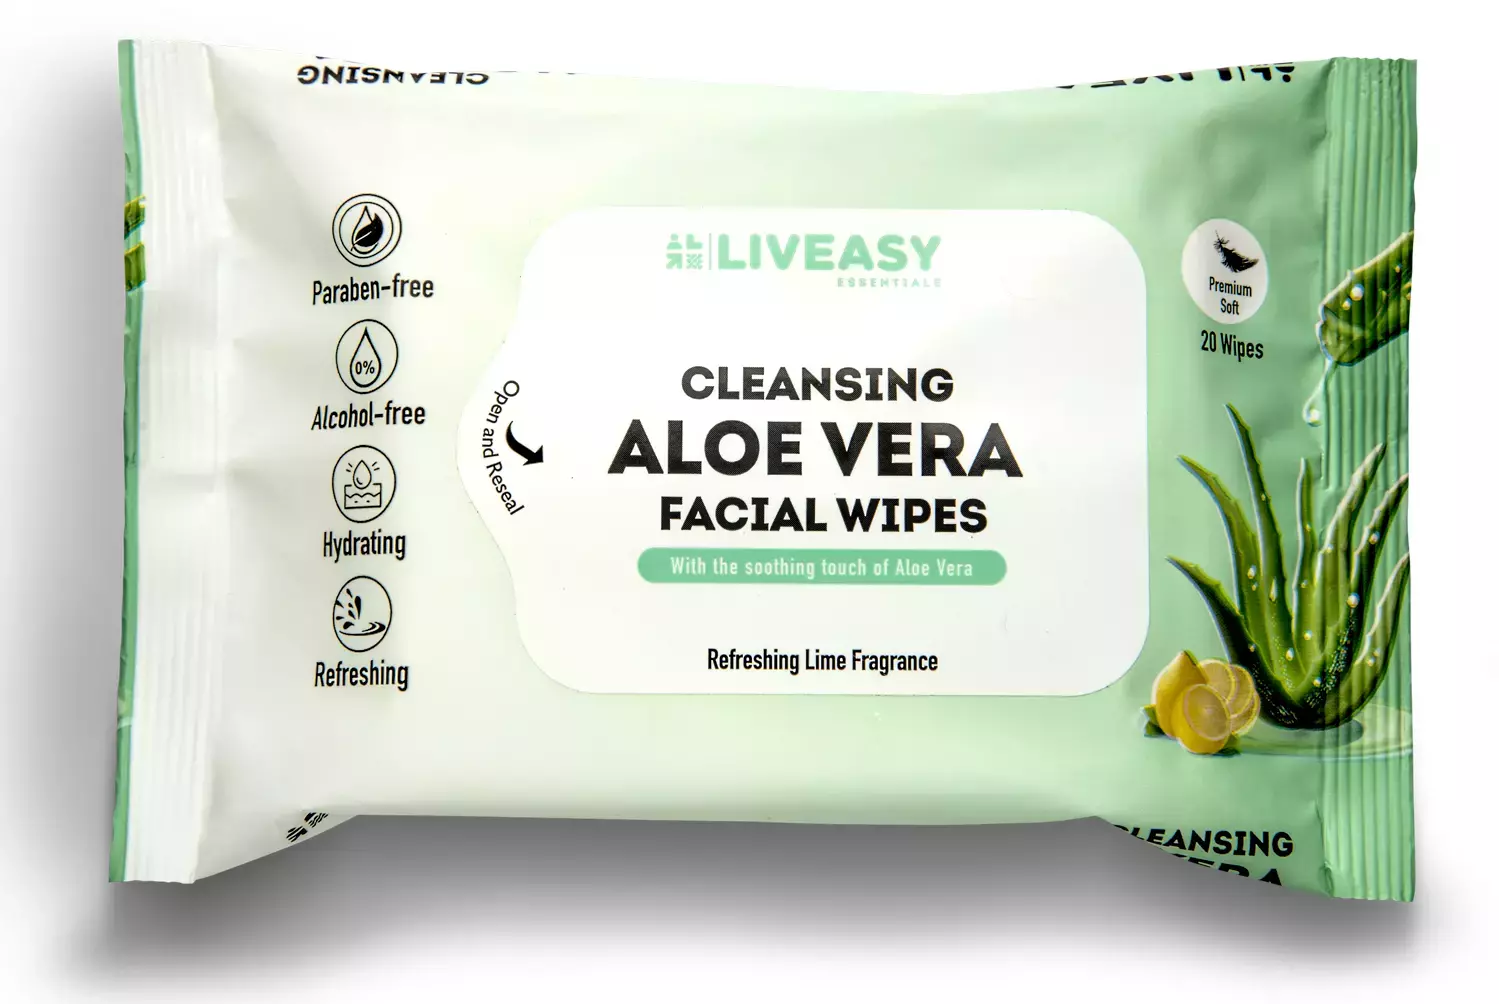 CLEANSING
Paraben-free
0%
Alcohol-free
Hydrating
Refreshing
Open and Reseal
LIVEASY
ESSENTIALS
CLEANSING
ALOE VERA
FACIAL WIPES
With the soothing touch of Aloe Vera
Refreshing Lime Fragrance
Premium
Soft
20 Wipes
CLEANSING